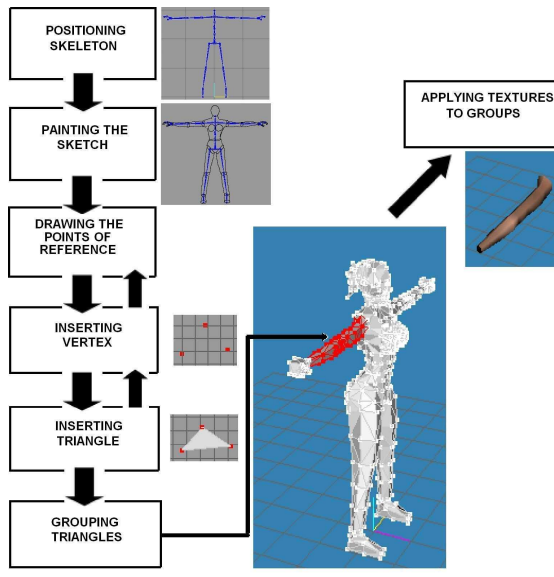 POSITIONING
SKELETON
PAINTING THE
SKETCH
DRAWING THE
POINTS OF
REFERENCE
INSERTING
VERTEX
INSERTING
TRIANGLE
GROUPING
TRIANGLES
APPLYING TEXTURES
TO GROUPS